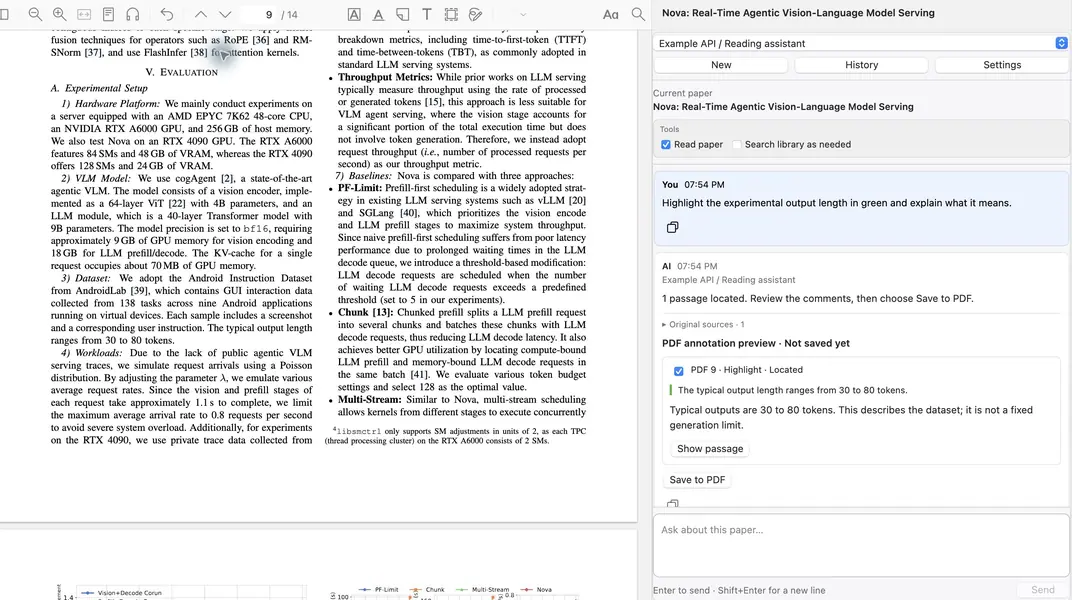 9 / 14
Aa
fusion techniques for operators such as RoPE [36] and RM-
SNorm [37], and use FlashInfer [38] for attention kernels.
V. EVALUATION
A. Experimental Setup
1) Hardware Platform: We mainly conduct experiments on
a server equipped with an AMD EPYC 7K62 48-core CPU,
an NVIDIA RTX A6000 GPU, and 256 GB of host memory.
We also test Nova on an RTX 4090 GPU. The RTX A6000
features 84 SMs and 48 GB of VRAM, whereas the RTX 4090
offers 128 SMs and 24 GB of VRAM.
2) VLM Model: We use cogAgent [2], a state-of-the-art
agentic VLM. The model consists of a vision encoder, imple-
mented as a 64-layer ViT [22] with 4B parameters, and an
LLM module, which is a 40-layer Transformer model with
9B parameters. The model precision is set to bf16, requiring
approximately 9 GB of GPU memory for vision encoding and
18 GB for LLM prefill/decode. The KV-cache for a single
request occupies about 70 MB of GPU memory.
3) Dataset: We adopt the Android Instruction Dataset
from AndroidLab [39], which contains GUI interaction data
collected from 138 tasks across nine Android applications
running on virtual devices. Each sample includes a screenshot
and a corresponding user instruction. The typical output length
ranges from 30 to 80 tokens.
4) Workloads: Due to the lack of public agentic VLM
serving traces, we simulate request arrivals using a Poisson
distribution. By adjusting the parameter λ, we emulate various
average request rates. Since the vision and prefill stages of
each request take approximately 1.1 s to complete, we limit
the maximum average arrival rate to 0.8 requests per second
to avoid severe system overload. Additionally, for experiments
on the RTX 4090, we use private trace data collected from
breakdown metrics, including time-to-first-token (TTFT)
and time-between-tokens (TBT), as commonly adopted in
standard LLM serving systems.
• Throughput Metrics: While prior works on LLM serving
typically measure throughput using the rate of processed
or generated tokens [15], this approach is less suitable for
VLM agent serving, where the vision stage accounts for
a significant portion of the total execution time but does
not involve token generation. Therefore, we instead adopt
request throughput (i.e., number of processed requests per
second) as our throughput metric.
7) Baselines: Nova is compared with three approaches:
• PF-Limit: Prefill-first scheduling is a widely adopted strat-
egy in existing LLM serving systems such as vLLM [20]
and SGLang [40], which prioritizes the vision encode
and LLM prefill stages to maximize system throughput.
Since naive prefill-first scheduling suffers from poor latency
performance due to prolonged waiting times in the LLM
decode queue, we introduce a threshold-based modification:
LLM decode requests are scheduled when the number
of waiting LLM decode requests exceeds a predefined
threshold (set to 5 in our experiments).
• Chunk [13]: Chunked prefill splits a LLM prefill request
into several chunks and batches these chunks with LLM
decode requests, thus reducing LLM decode latency. It also
achieves better GPU utilization by locating compute-bound
LLM prefill and memory-bound LLM decode requests in
the same batch [41]. We evaluate various token budget
settings and select 128 as the optimal value.
• Multi-Stream: Similar to Nova, multi-stream scheduling
allows kernels from different stages to execute concurrently
4libsmctrl only supports SM adjustments in units of 2, as each TPC
(thread processing cluster) on the RTX A6000 consists of 2 SMs.
1.4
Vision+Decode Corun
100
PF-Limit Chunk Multi-Stream Nova
0.8
Nova: Real-Time Agentic Vision-Language Model Serving
Example API / Reading assistant
New History Settings
Current paper
Nova: Real-Time Agentic Vision-Language Model Serving
Tools
Read paper Search library as needed
You 07:54 PM
Highlight the experimental output length in green and explain what it means.
AI 07:54 PM
Example API / Reading assistant
1 passage located. Review the comments, then choose Save to PDF.
▸ Original sources · 1
PDF annotation preview · Not saved yet
PDF 9 · Highlight · Located
The typical output length ranges from 30 to 80 tokens.
Typical outputs are 30 to 80 tokens. This describes the dataset; it is not a fixed
generation limit.
Show passage
Save to PDF
Ask about this paper...
Enter to send · Shift+Enter for a new line
Send